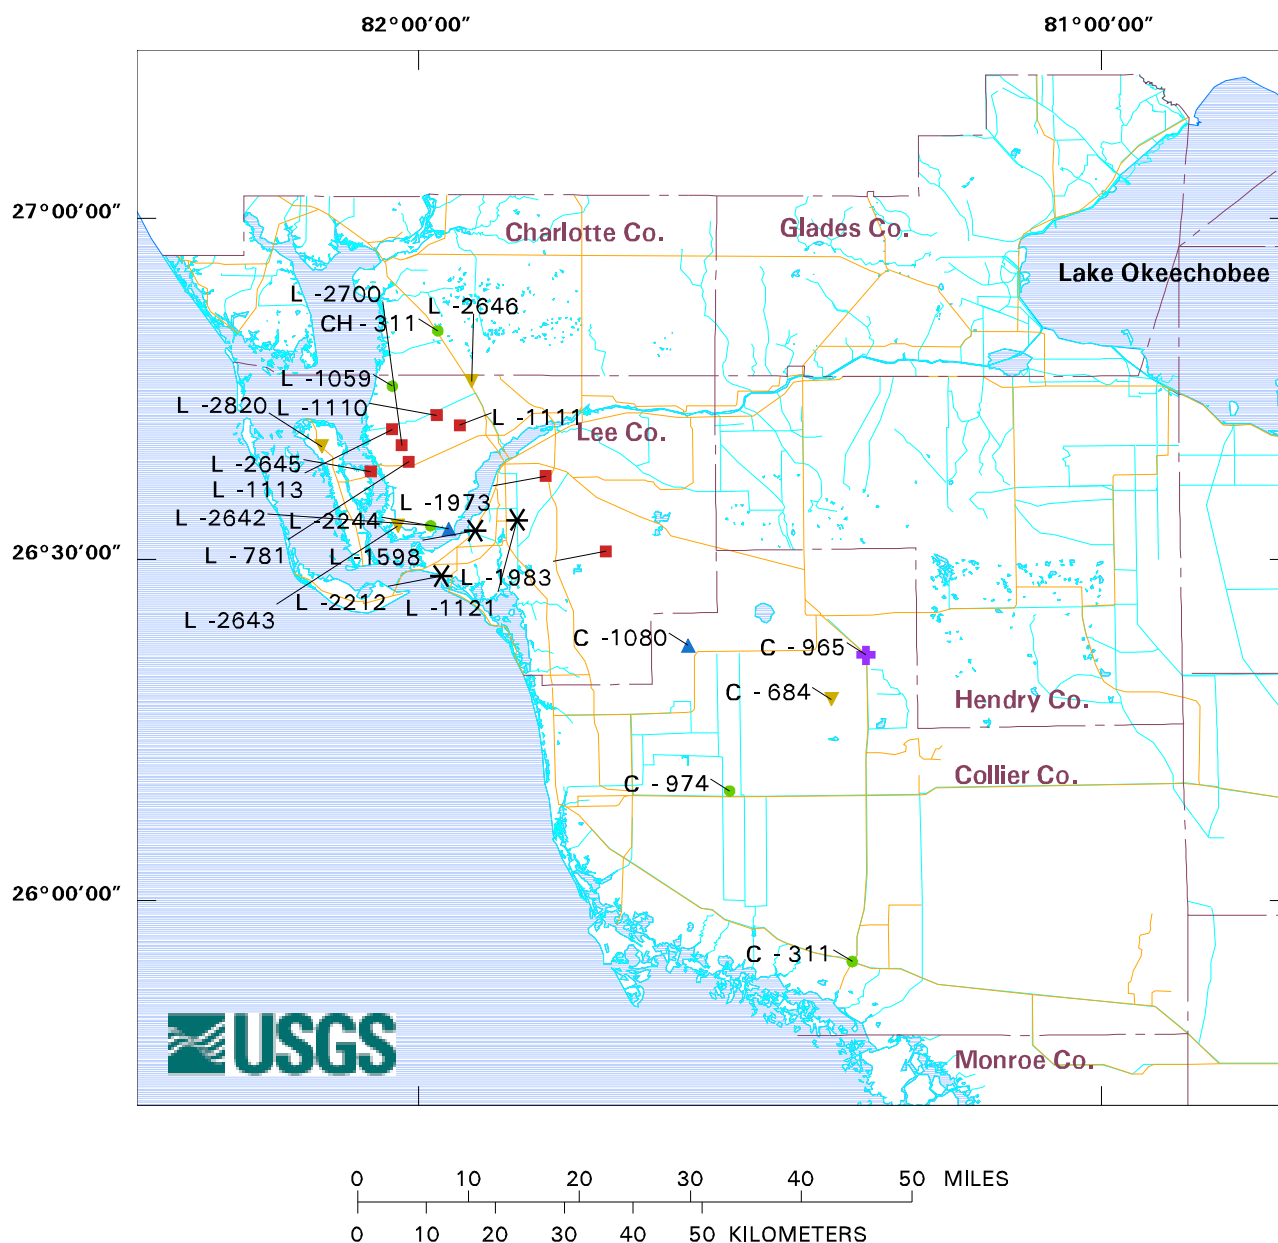 82°00′00″ 81°00′00″
27°00′00″
Charlotte Co. Glades Co.
Lake Okeechobee
L -2700 L -2646
CH - 311
L -1059
L -2820 L -1110
L -1111
Lee Co.
L -2645
L -1113
L -1973
L -2642 L -2244
26°30′00″
L -781 L -1598
L -1983
L -2212 L -1121
L -2643
C -1080 C - 965
C - 684
Hendry Co.
C - 974 Collier Co.
26°00′00″
C - 311
USGS
Monroe Co.
0 10 20 30 40 50 MILES
0 10 20 30 40 50 KILOMETERS